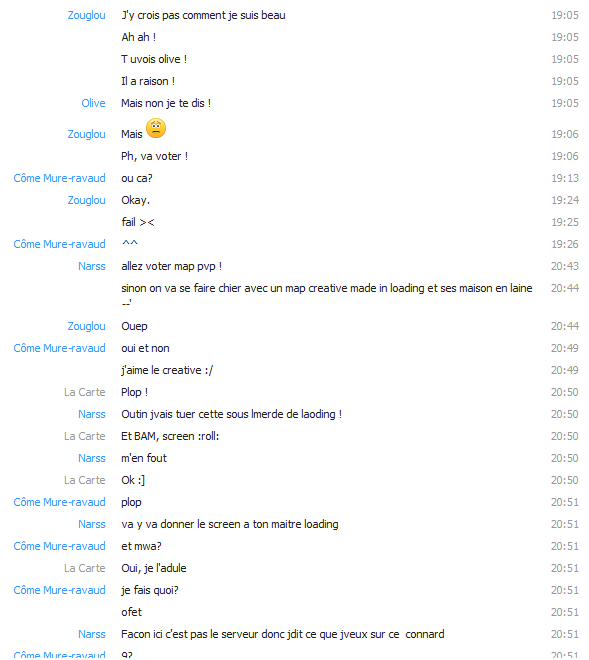 Zouglou J'y crois pas comment je suis beau 19:05
Ah ah ! 19:05
T uvois olive ! 19:05
Il a raison ! 19:05
Olive Mais non je te dis ! 19:05
Zouglou Mais 19:06
Ph, va voter ! 19:06
Côme Mure-ravaud ou ca? 19:13
Zouglou Okay. 19:24
fail >< 19:25
Côme Mure-ravaud ^^ 19:26
Narss allez voter map pvp ! 20:43
sinon on va se faire chier avec un map creative made in loading et ses maison en laine 20:44
--'
Zouglou Ouep 20:44
Côme Mure-ravaud oui et non 20:49
j'aime le creative :/ 20:49
La Carte Plop ! 20:50
Narss Outin jvais tuer cette sous lmerde de laoding ! 20:50
La Carte Et BAM, screen :roll: 20:50
Narss m'en fout 20:50
La Carte Ok :] 20:50
Côme Mure-ravaud plop 20:51
Narss va y va donner le screen a ton maitre loading 20:51
Côme Mure-ravaud et mwa? 20:51
La Carte Oui, je l'adule 20:51
Côme Mure-ravaud je fais quoi? 20:51
ofet 20:51
Narss Facon ici c'est pas le serveur donc jdit ce que jveux sur ce connard 20:51
Côme Mure-ravaud 9? 20:51